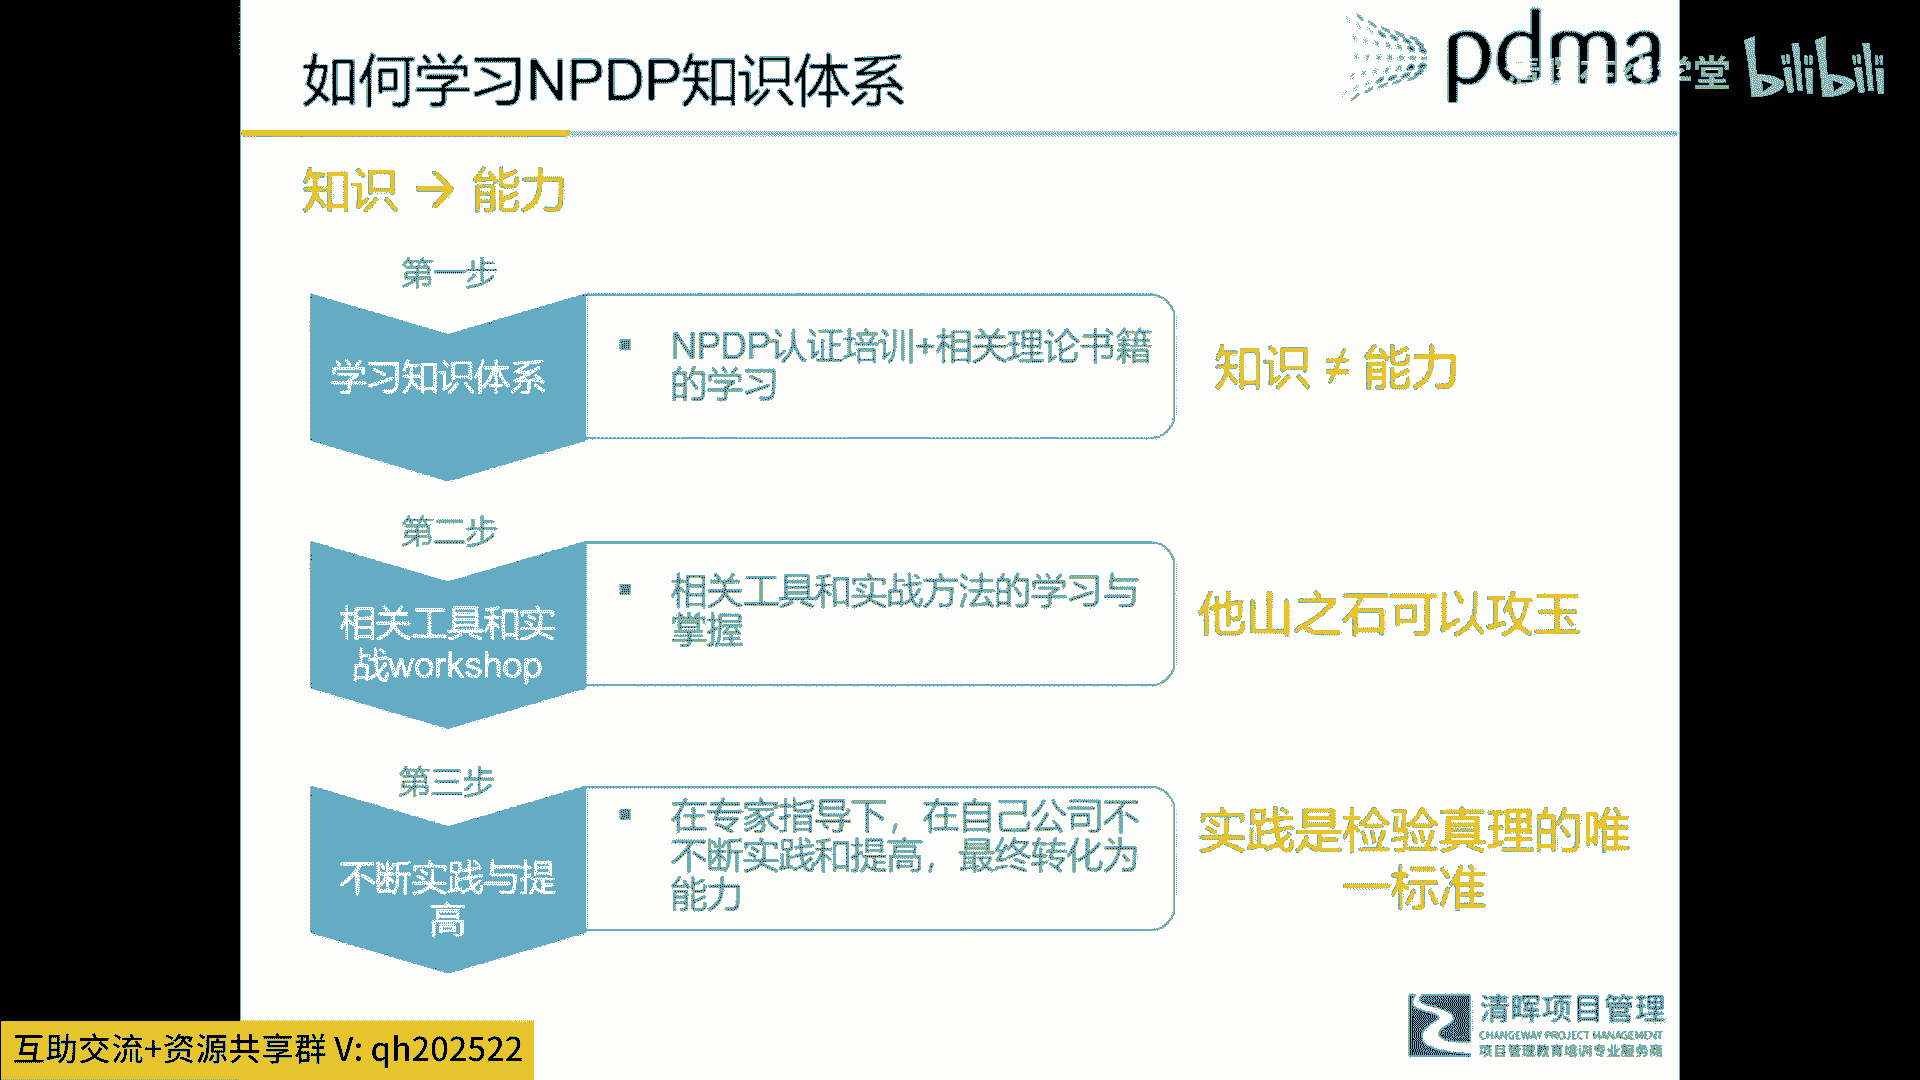 如何学习NPDP知识体系
pdma
学堂
bilibili
知识 → 能力
第一步
学习知识体系
▪ NPDP认证培训+相关理论书籍
的学习
知识 ≠ 能力
第二步
相关工具和实
战workshop
▪ 相关工具和实战方法的学习与
掌握
他山之石可以攻玉
第三步
不断实践与提
高
▪ 在专家指导下，在自己公司不
不断实践和提高，最终转化为
能力
实践是检验真理的唯
一标准
清晖项目管理
CHANGEWAY PROJECT MANAGEMENT
项目管理教育培训专业服务商
互助交流+资源共享群 V: qh202522